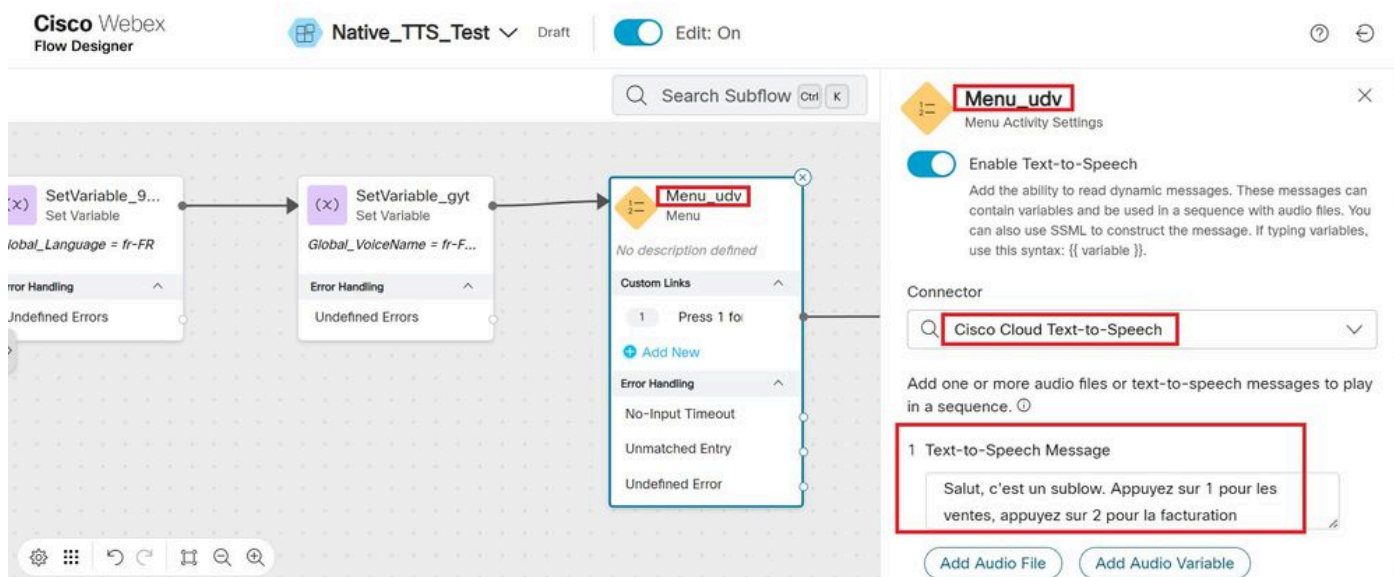 Cisco Webex
Flow Designer
Native_TTS_Test
Draft
Edit: On
Search Subflow Ctrl K
SetVariable_9...
Set Variable
lobal_Language = fr-FR
rror Handling
Undefined Errors
(x) SetVariable_gyt
Set Variable
Global_VoiceName = fr-F...
Error Handling
Undefined Errors
Menu_udv
Menu
No description defined
Custom Links
1 Press 1 for
Add New
Error Handling
No-Input Timeout
Unmatched Entry
Undefined Error
Menu_udv
Menu Activity Settings
Enable Text-to-Speech
Add the ability to read dynamic messages. These messages can
contain variables and be used in a sequence with audio files. You
can also use SSML to construct the message. If typing variables,
use this syntax: {{ variable }}.
Connector
Cisco Cloud Text-to-Speech
Add one or more audio files or text-to-speech messages to play
in a sequence.
1 Text-to-Speech Message
Salut, c'est un sublow. Appuyez sur 1 pour les
ventes, appuyez sur 2 pour la facturation
Add Audio File
Add Audio Variable